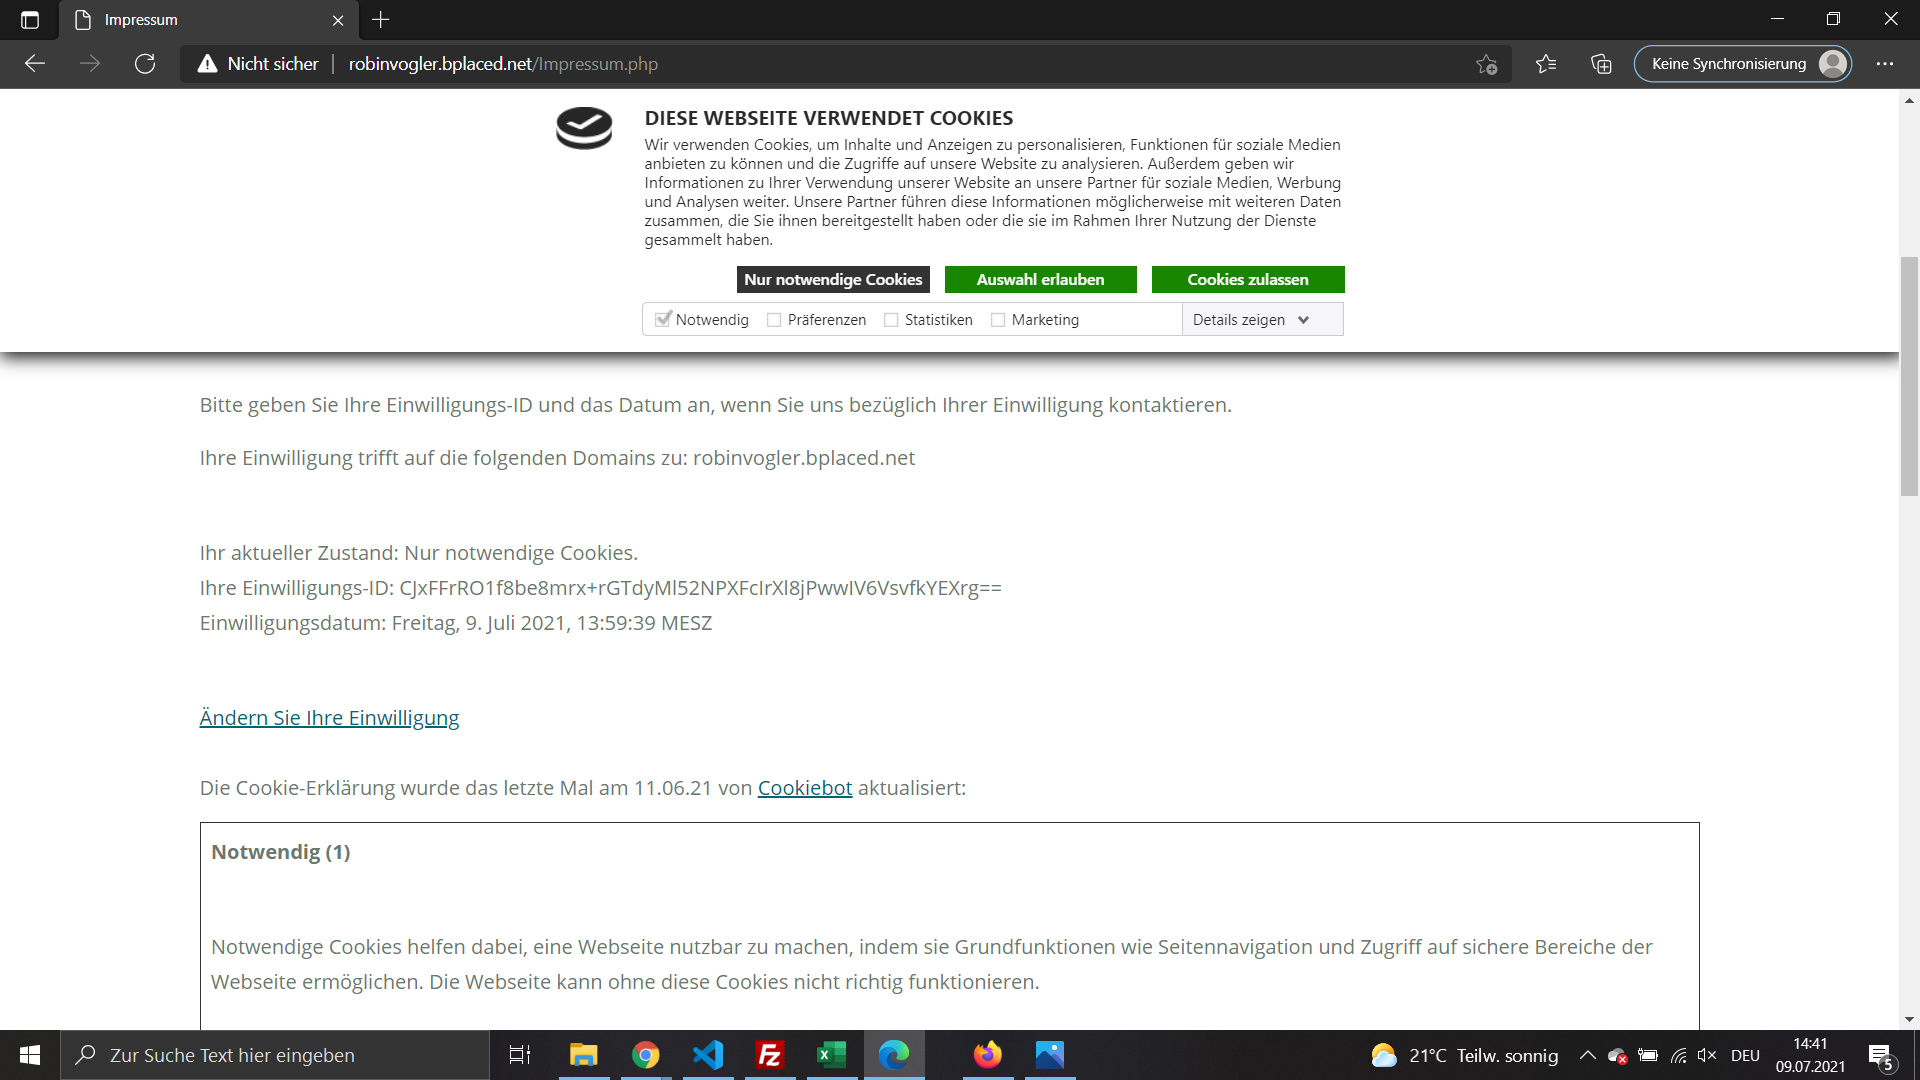 Impressum
Nicht sicher
robinvogler.bplaced.net/Impressum.php
Keine Synchronisierung
DIESE WEBSEITE VERWENDET COOKIES
Wir verwenden Cookies, um Inhalte und Anzeigen zu personalisieren, Funktionen für soziale Medien
anbieten zu können und die Zugriffe auf unsere Website zu analysieren. Außerdem geben wir
Informationen zu Ihrer Verwendung unserer Website an unsere Partner für soziale Medien, Werbung
und Analysen weiter. Unsere Partner führen diese Informationen möglicherweise mit weiteren Daten
zusammen, die Sie ihnen bereitgestellt haben oder die sie im Rahmen Ihrer Nutzung der Dienste
gesammelt haben.
Nur notwendige Cookies
Auswahl erlauben
Cookies zulassen
Notwendig
Präferenzen
Statistiken
Marketing
Details zeigen
Bitte geben Sie Ihre Einwilligungs-ID und das Datum an, wenn Sie uns bezüglich Ihrer Einwilligung kontaktieren.
Ihre Einwilligung trifft auf die folgenden Domains zu: robinvogler.bplaced.net
Ihr aktueller Zustand: Nur notwendige Cookies.
Ihre Einwilligungs-ID: CJxFFrRO1f8be8mrx+rGTdyMl52NPXFcIrXl8jPwwIV6VsvfkYEXrg==
Einwilligungsdatum: Freitag, 9. Juli 2021, 13:59:39 MESZ
Ändern Sie Ihre Einwilligung
Die Cookie-Erklärung wurde das letzte Mal am 11.06.21 von Cookiebot aktualisiert:
Notwendig (1)
Notwendige Cookies helfen dabei, eine Webseite nutzbar zu machen, indem sie Grundfunktionen wie Seitennavigation und Zugriff auf sichere Bereiche der
Webseite ermöglichen. Die Webseite kann ohne diese Cookies nicht richtig funktionieren.
Zur Suche Text hier eingeben
21°C Teilw. sonnig
DEU
14:41
09.07.2021
5